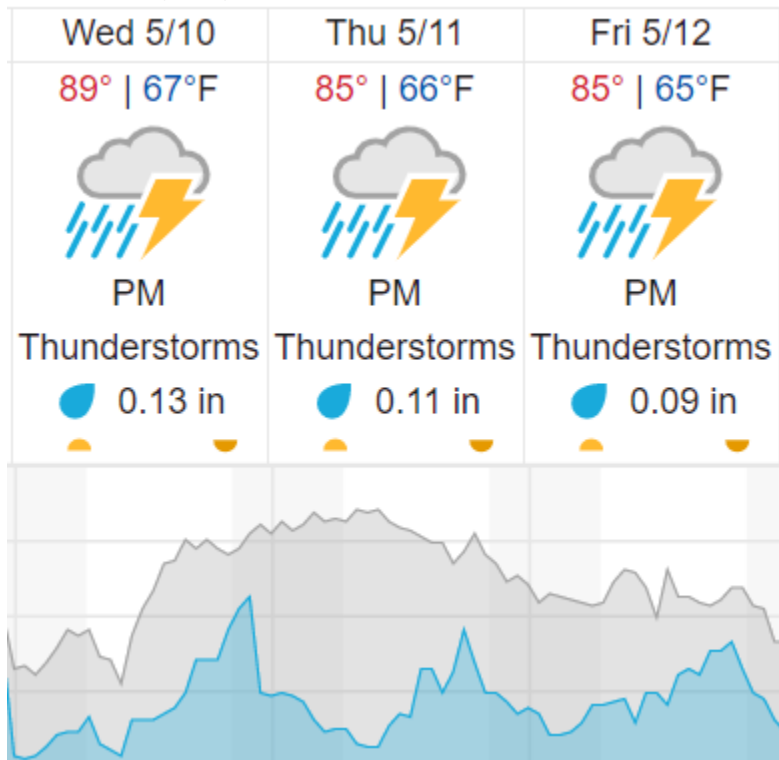 Wed 5/10 Thu 5/11 Fri 5/12
89° | 67°F 85° | 66°F 85° | 65°F
PM PM PM
Thunderstorms Thunderstorms Thunderstorms
0.13 in 0.11 in 0.09 in